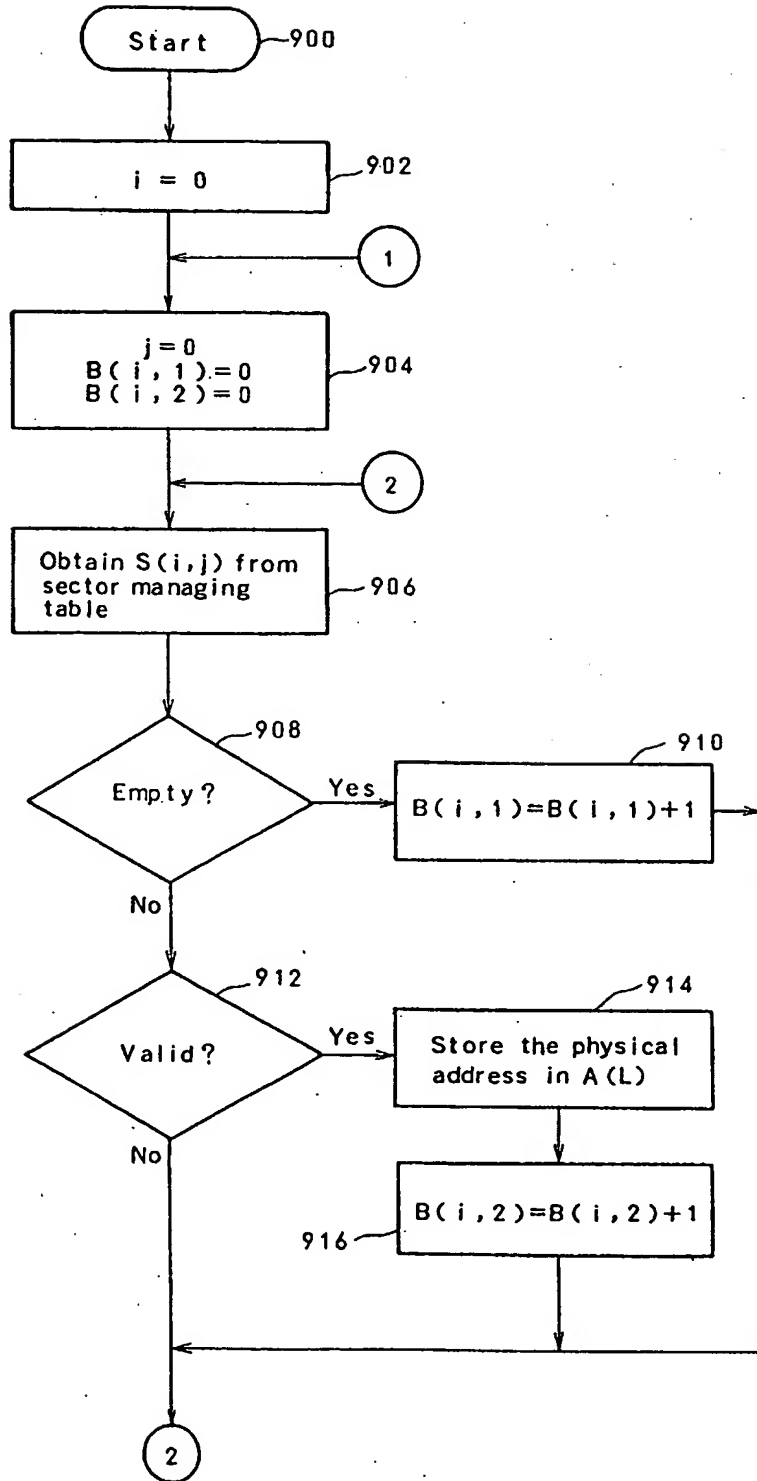 Start
900
i = 0
902
1
j=0
B(i,1)=0
B(i,2)=0
904
2
Obtain S(i,j) from
sector managing
table
906
908
Empty?
Yes
910
B(i,1)=B(i,1)+1
No
912
Valid?
Yes
914
Store the physical
address in A(L)
No
B(i,2)=B(i,2)+1
916
2